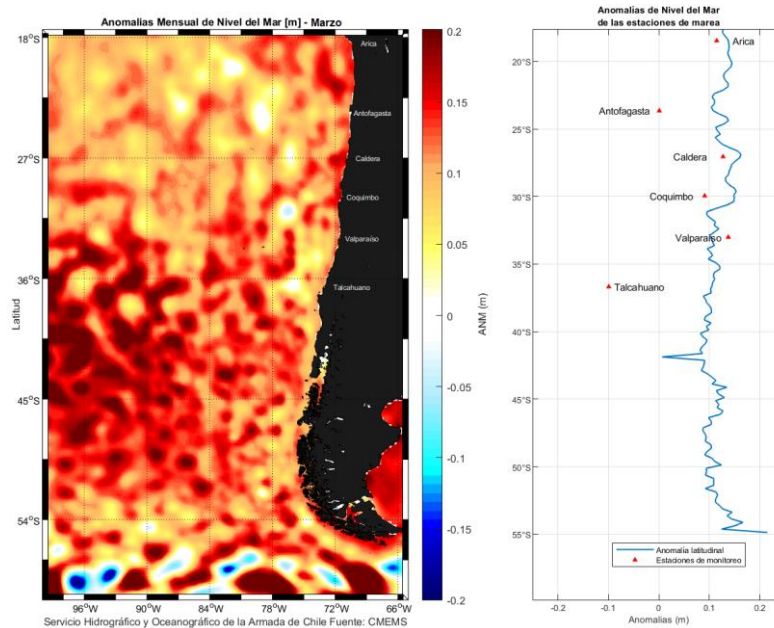 Anomalias Mensual de Nivel del Mar [m] - Marzo
18°S
27°S
36°S
45°S
54°S
Latitud
96°W
90°W
84°W
78°W
72°W
66°W
Arica
Antofagasta
Caldera
Coquimbo
Valparaíso
Talcahuano
0.2
0.15
0.1
0.05
0
-0.05
-0.1
-0.15
-0.2
ANM (m)
Servicio Hidrográfico y Oceanográfico de la Armada de Chile Fuente: CMEMS
Anomalías de Nivel del Mar
de las estaciones de marea
20°S
25°S
30°S
35°S
40°S
45°S
50°S
55°S
Arica
Antofagasta
Caldera
Coquimbo
Valparaíso
Talcahuano
Anomalía latitudinal
Estaciones de monitoreo
-0.2
-0.1
0
0.1
0.2
Anomalias (m)